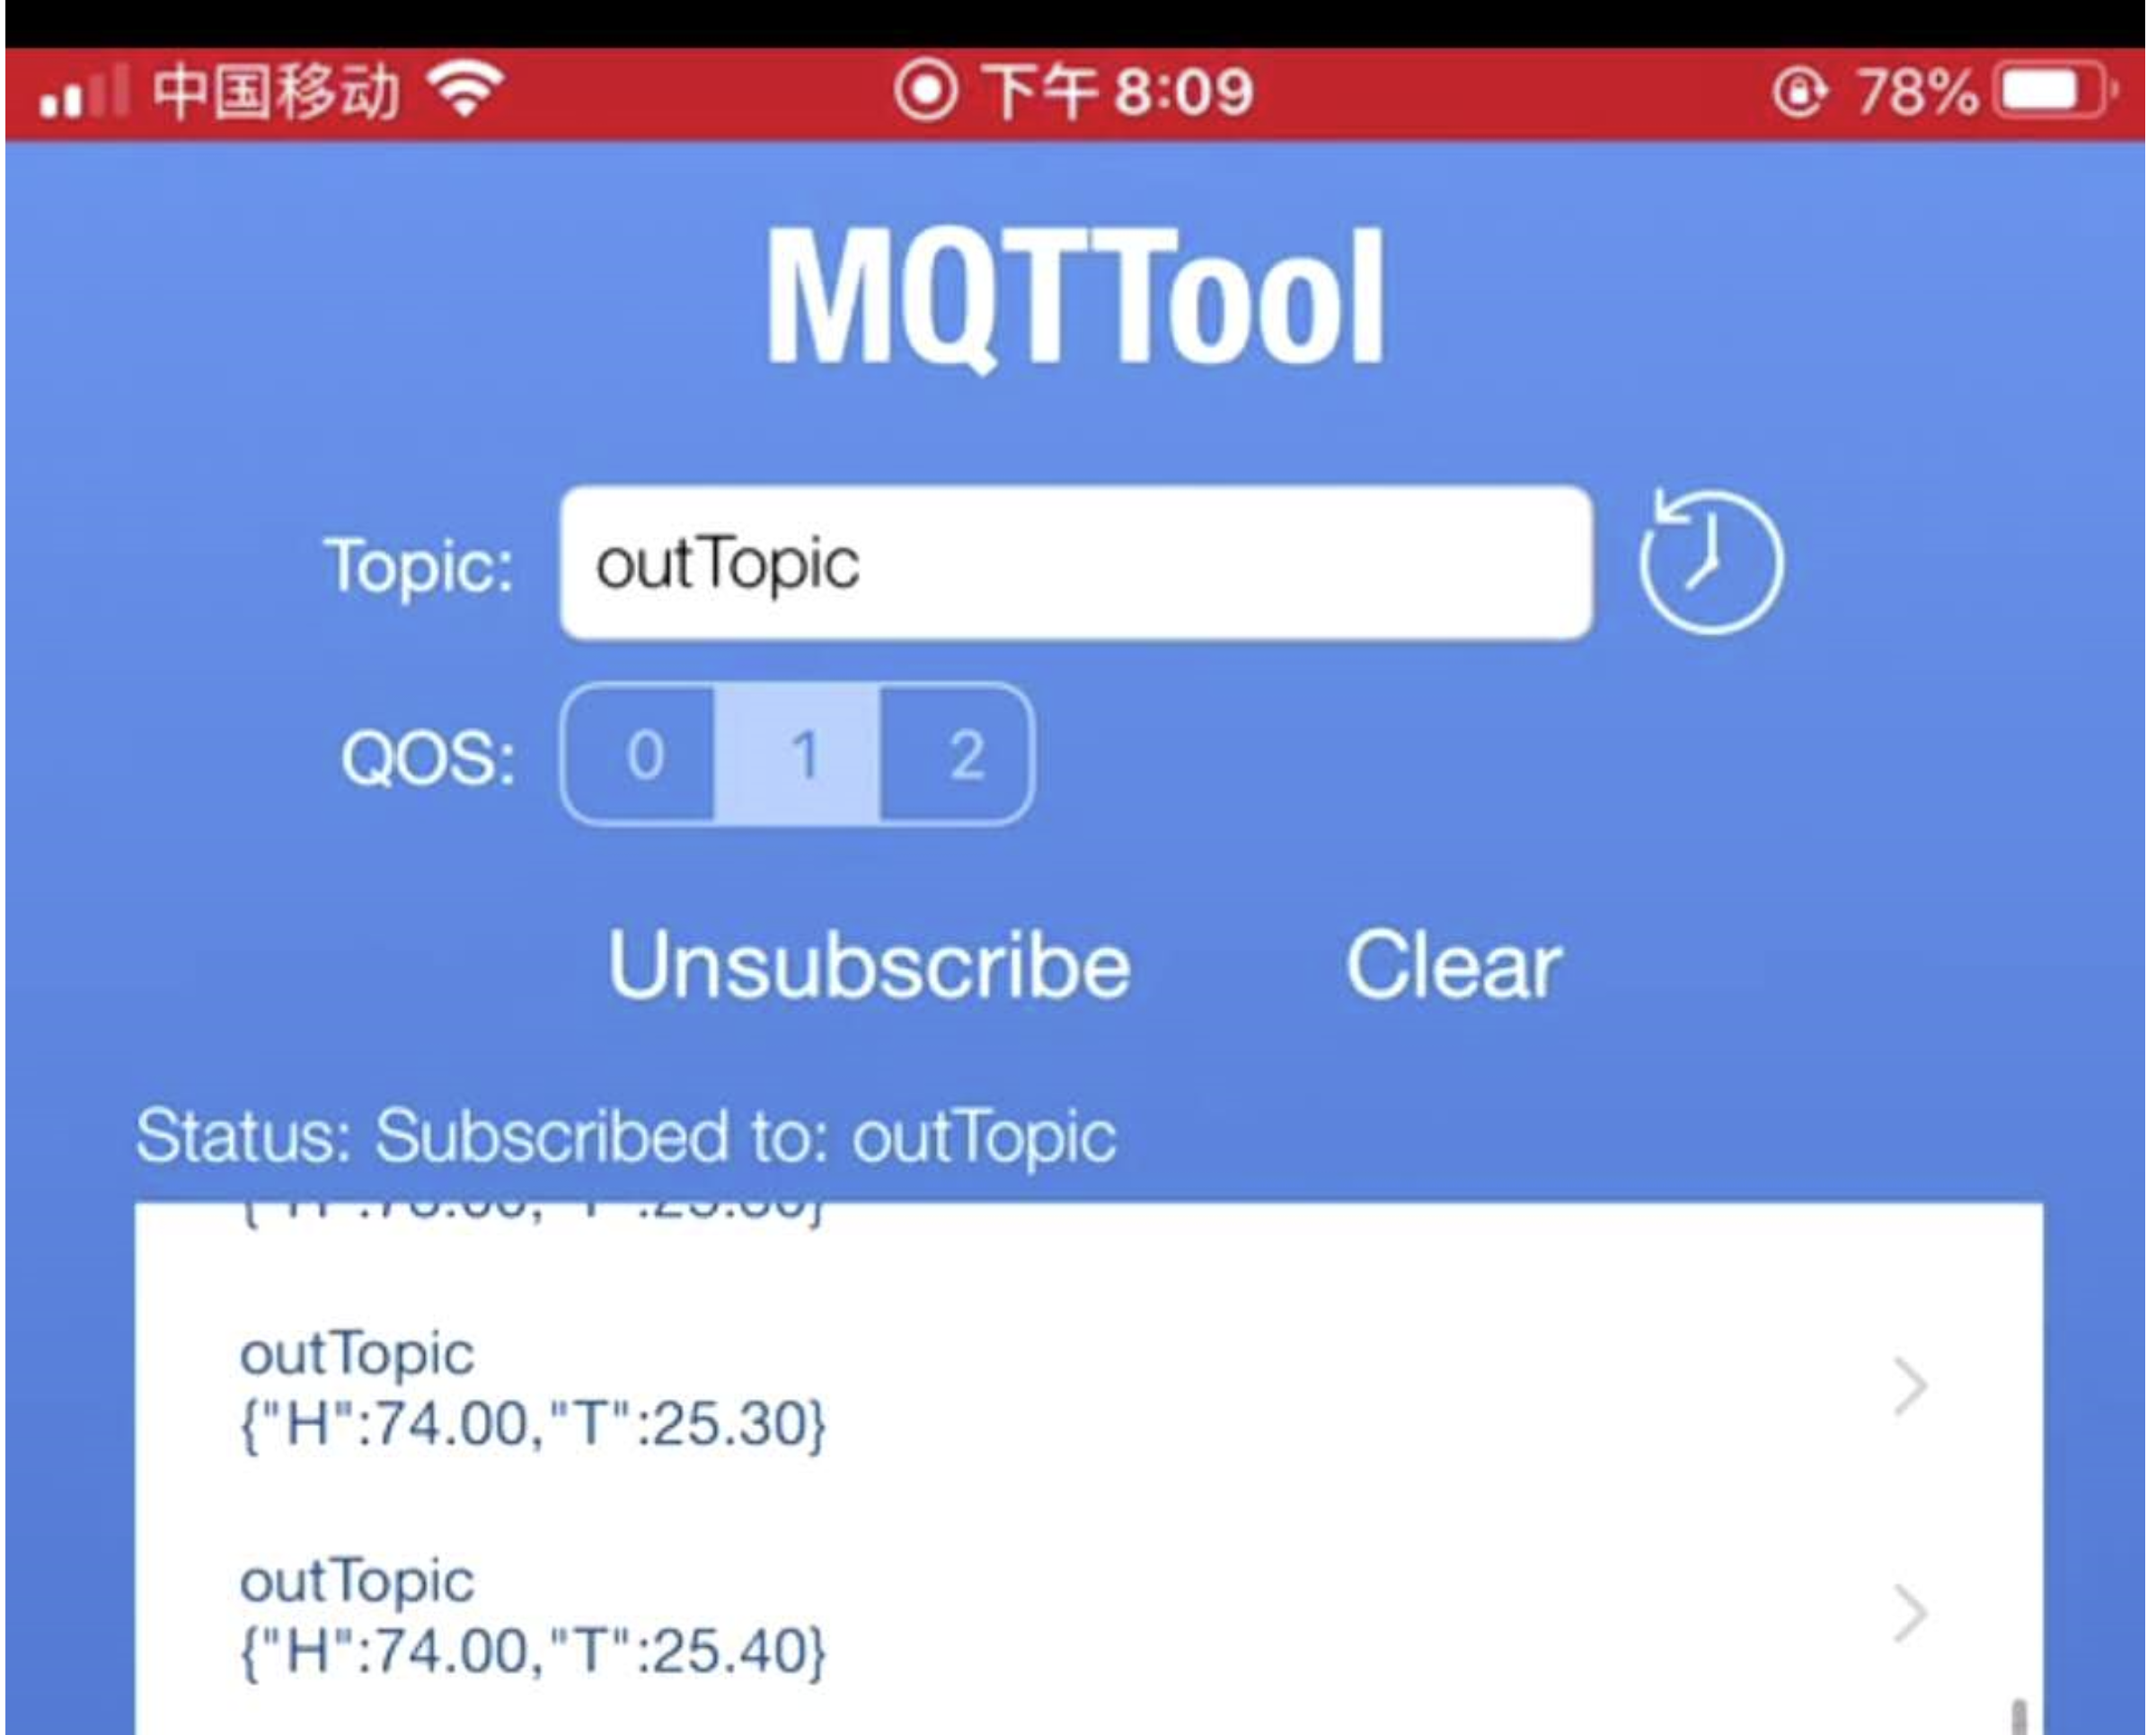 中国移动 下午8:09 78%
MQTTool
Topic: outTopic
QOS: 0 1 2
Unsubscribe Clear
Status: Subscribed to: outTopic
outTopic
{"H":74.00,"T":25.30}
outTopic
{"H":74.00,"T":25.40}